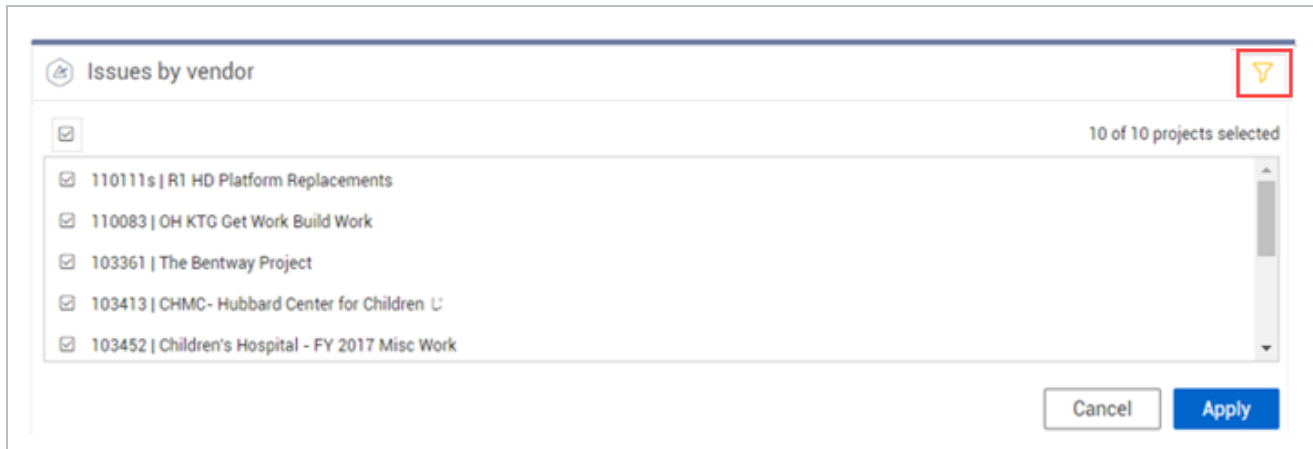 Issues by vendor
10 of 10 projects selected
110111s | R1 HD Platform Replacements
110083 | OH KTG Get Work Build Work
103361 | The Bentway Project
103413 | CHMC- Hubbard Center for Children
103452 | Children's Hospital - FY 2017 Misc Work
Cancel Apply